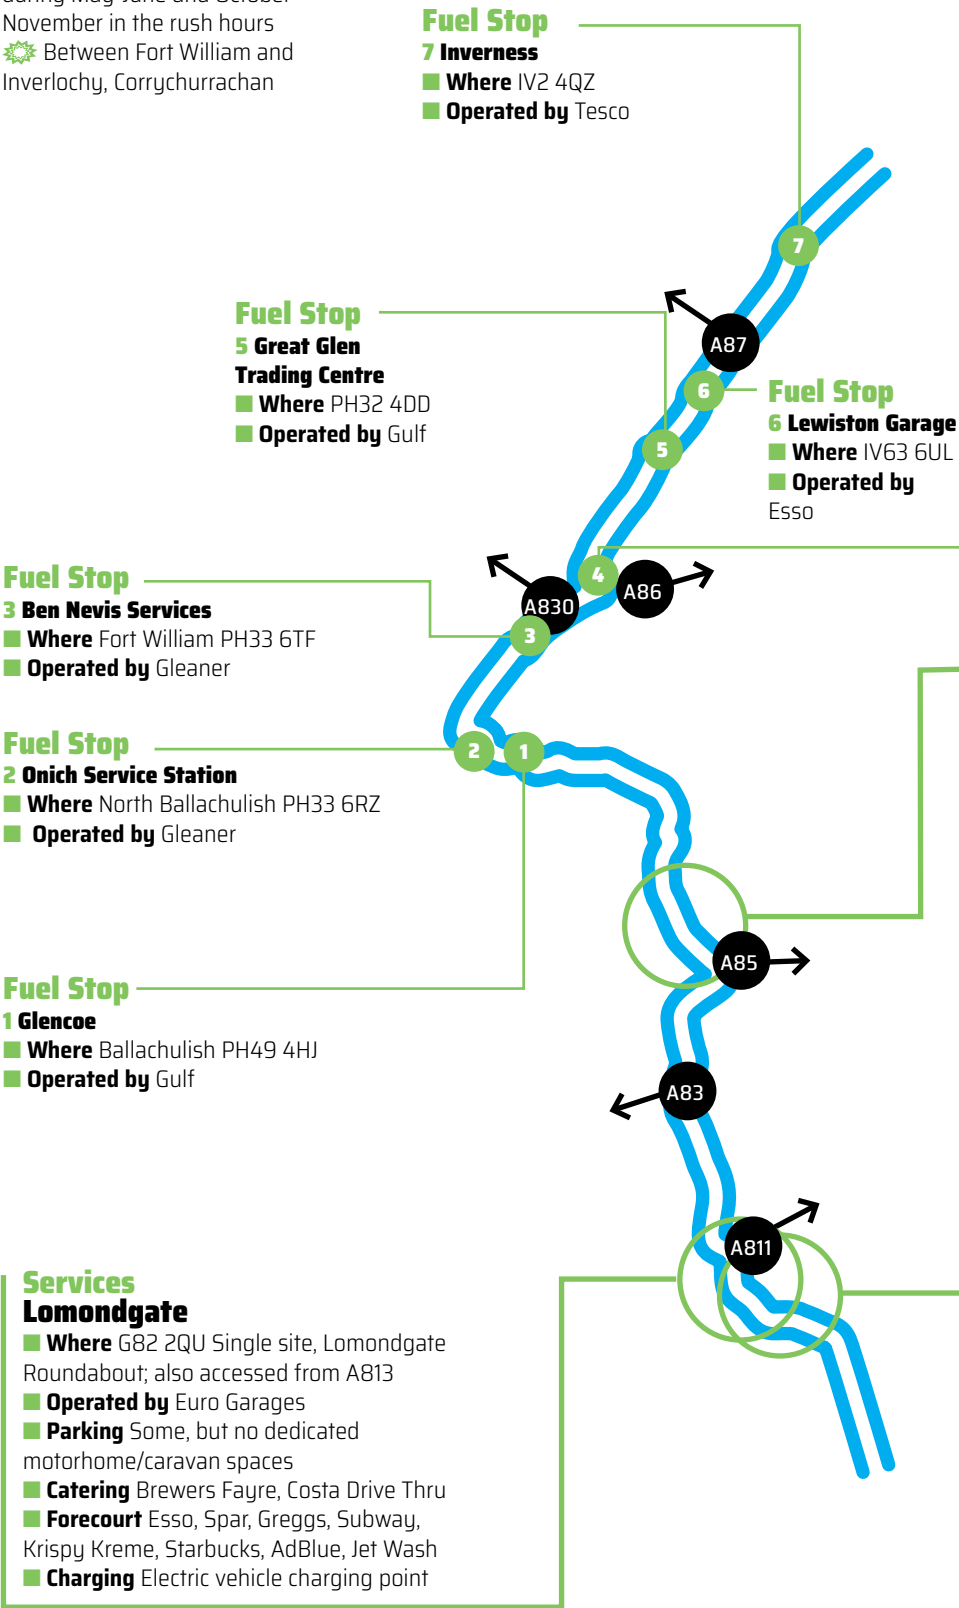 November in the rush hours
Between Fort William and
Inverlochy, Corrychurrachan
Fuel Stop
7 Inverness
Where IV2 4QZ
Operated by Tesco
7
A87
Fuel Stop
5 Great Glen
Trading Centre
Where PH32 4DD
Operated by Gulf
6
5
Fuel Stop
6 Lewiston Garage
Where IV63 6UL
Operated by
Esso
4
A86
A830
3
Fuel Stop
3 Ben Nevis Services
Where Fort William PH33 6TF
Operated by Gleaner
Fuel Stop
2 Onich Service Station
Where North Ballachulish PH33 6RZ
Operated by Gleaner
2
1
A85
Fuel Stop
1 Glencoe
Where Ballachulish PH49 4HJ
Operated by Gulf
A83
A811
Services
Lomondgate
Where G82 2QU Single site, Lomondgate
Roundabout; also accessed from A813
Operated by Euro Garages
Parking Some, but no dedicated
motorhome/caravan spaces
Catering Brewers Fayre, Costa Drive Thru
Forecourt Esso, Spar, Greggs, Subway,
Krispy Kreme, Starbucks, AdBlue, Jet Wash
Charging Electric vehicle charging point